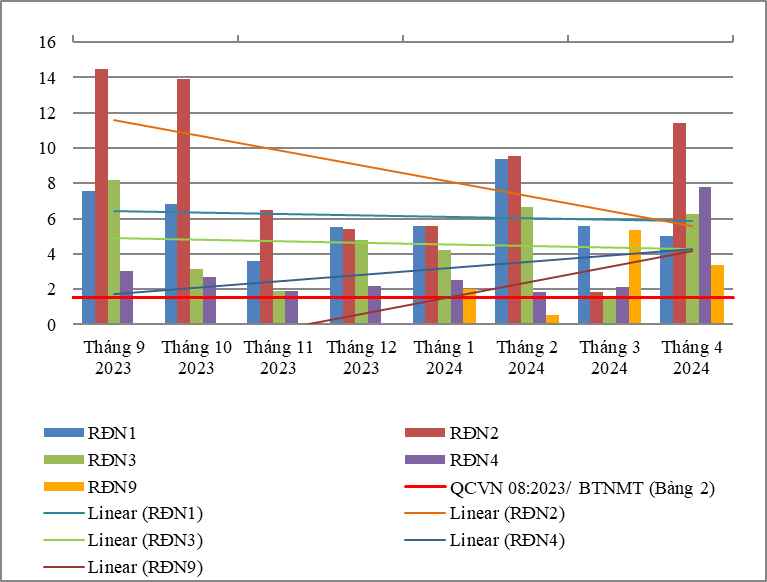 16
14
12
10
8
6
4
2
0
Tháng 9 Tháng 10 Tháng 11 Tháng 12 Tháng 1 Tháng 2 Tháng 3 Tháng 4
2023 2023 2023 2023 2024 2024 2024 2024
RĐN1 RĐN2
RĐN3 RĐN4
RĐN9 QCVN 08:2023/ BTNMT (Bảng 2)
Linear (RĐN1) Linear (RĐN2)
Linear (RĐN3) Linear (RĐN4)
Linear (RĐN9)